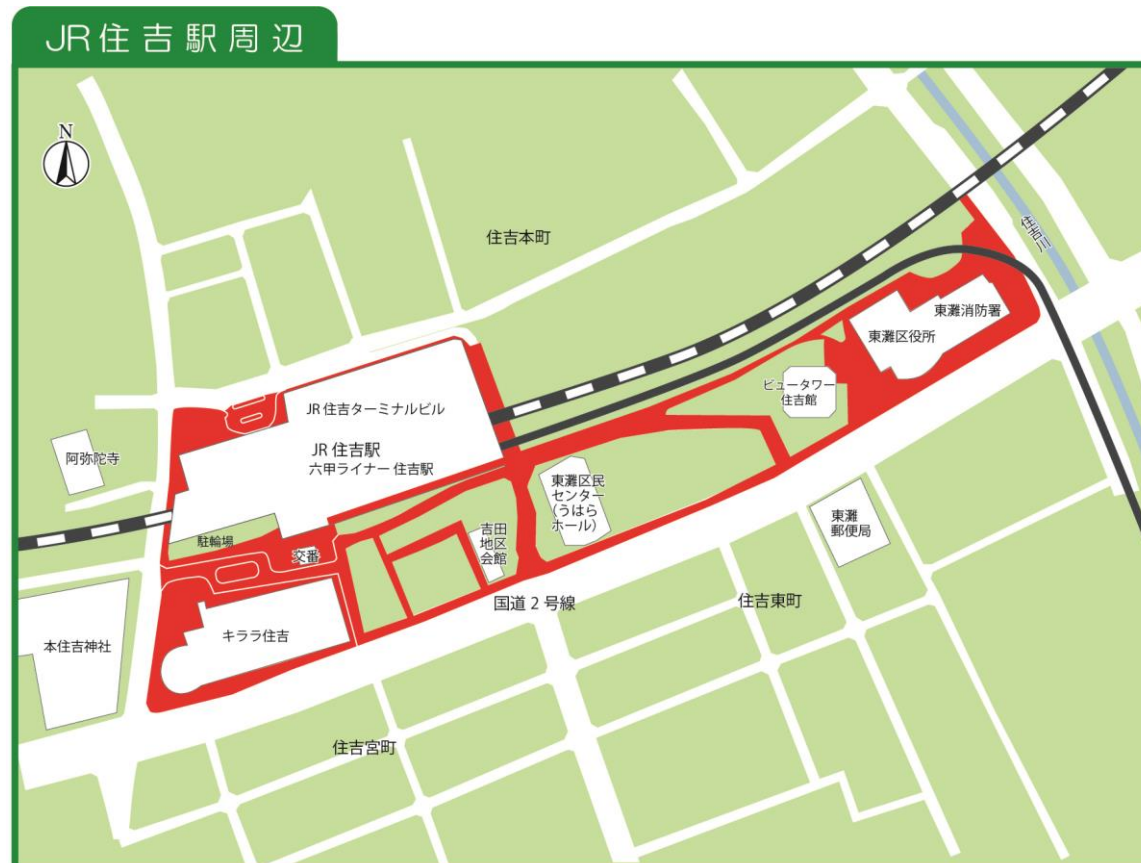 JR住吉駅周辺
N
住吉本町
住吉川
東灘消防署
東灘区役所
ビュータワー
住吉館
JR 住吉ターミナルビル
JR 住吉駅
六甲ライナー 住吉駅
阿弥陀寺
東灘区民
センター
(うはら
ホール)
東灘
郵便局
吉田
地区
会館
駐輪場
交番
国道 2 号線
住吉東町
キララ住吉
本住吉神社
住吉宮町